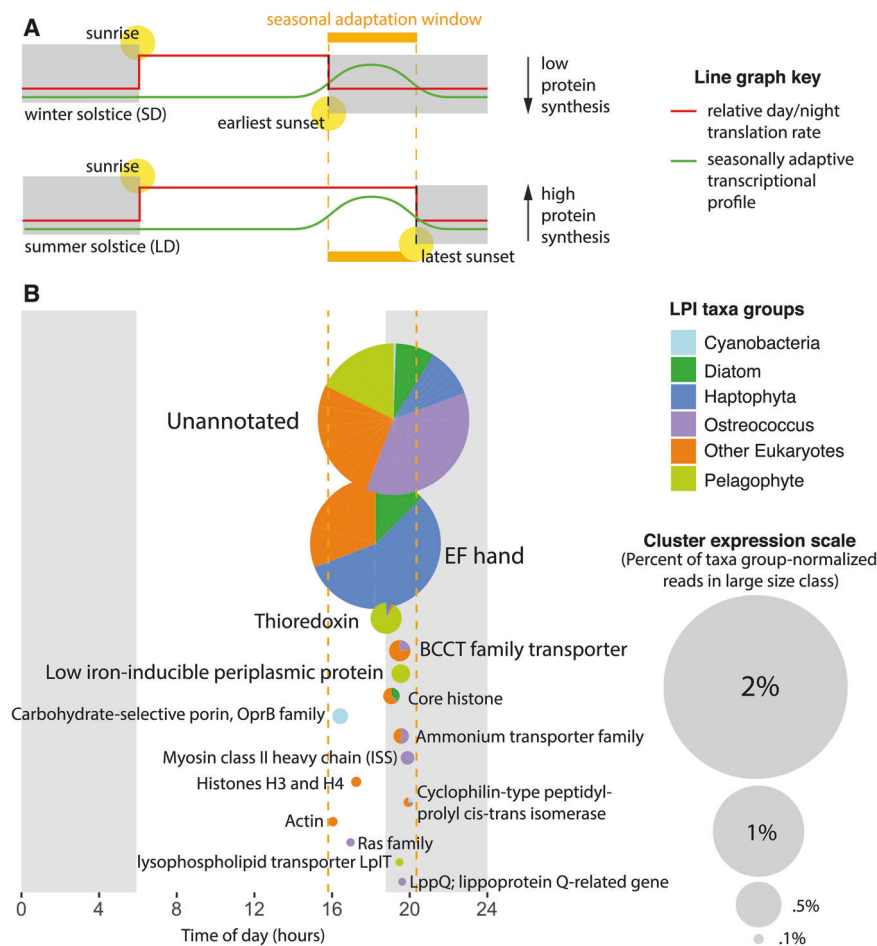 A
seasonal adaptation window
sunrise
winter solstice (SD)
earliest sunset
low
protein
synthesis
sunrise
summer solstice (LD)
latest sunset
high
protein
synthesis
Line graph key
relative day/night
translation rate
seasonally adaptive
transcriptional
profile
B
Unannotated
EF hand
Thioredoxin
BCCT family transporter
Low iron-inducible periplasmic protein
Core histone
Carbohydrate-selective porin, OprB family
Ammonium transporter family
Myosin class II heavy chain (ISS)
Histones H3 and H4
Cyclophilin-type peptidyl-
prolyl cis-trans isomerase
Actin
Ras family
lysophospholipid transporter LplT
LppQ; lippoprotein Q-related gene
0 4 8 12 16 20 24
Time of day (hours)
LPI taxa groups
Cyanobacteria
Diatom
Haptophyta
Ostreococcus
Other Eukaryotes
Pelagophyte
Cluster expression scale
(Percent of taxa group-normalized
reads in large size class)
2%
1%
.5%
.1%